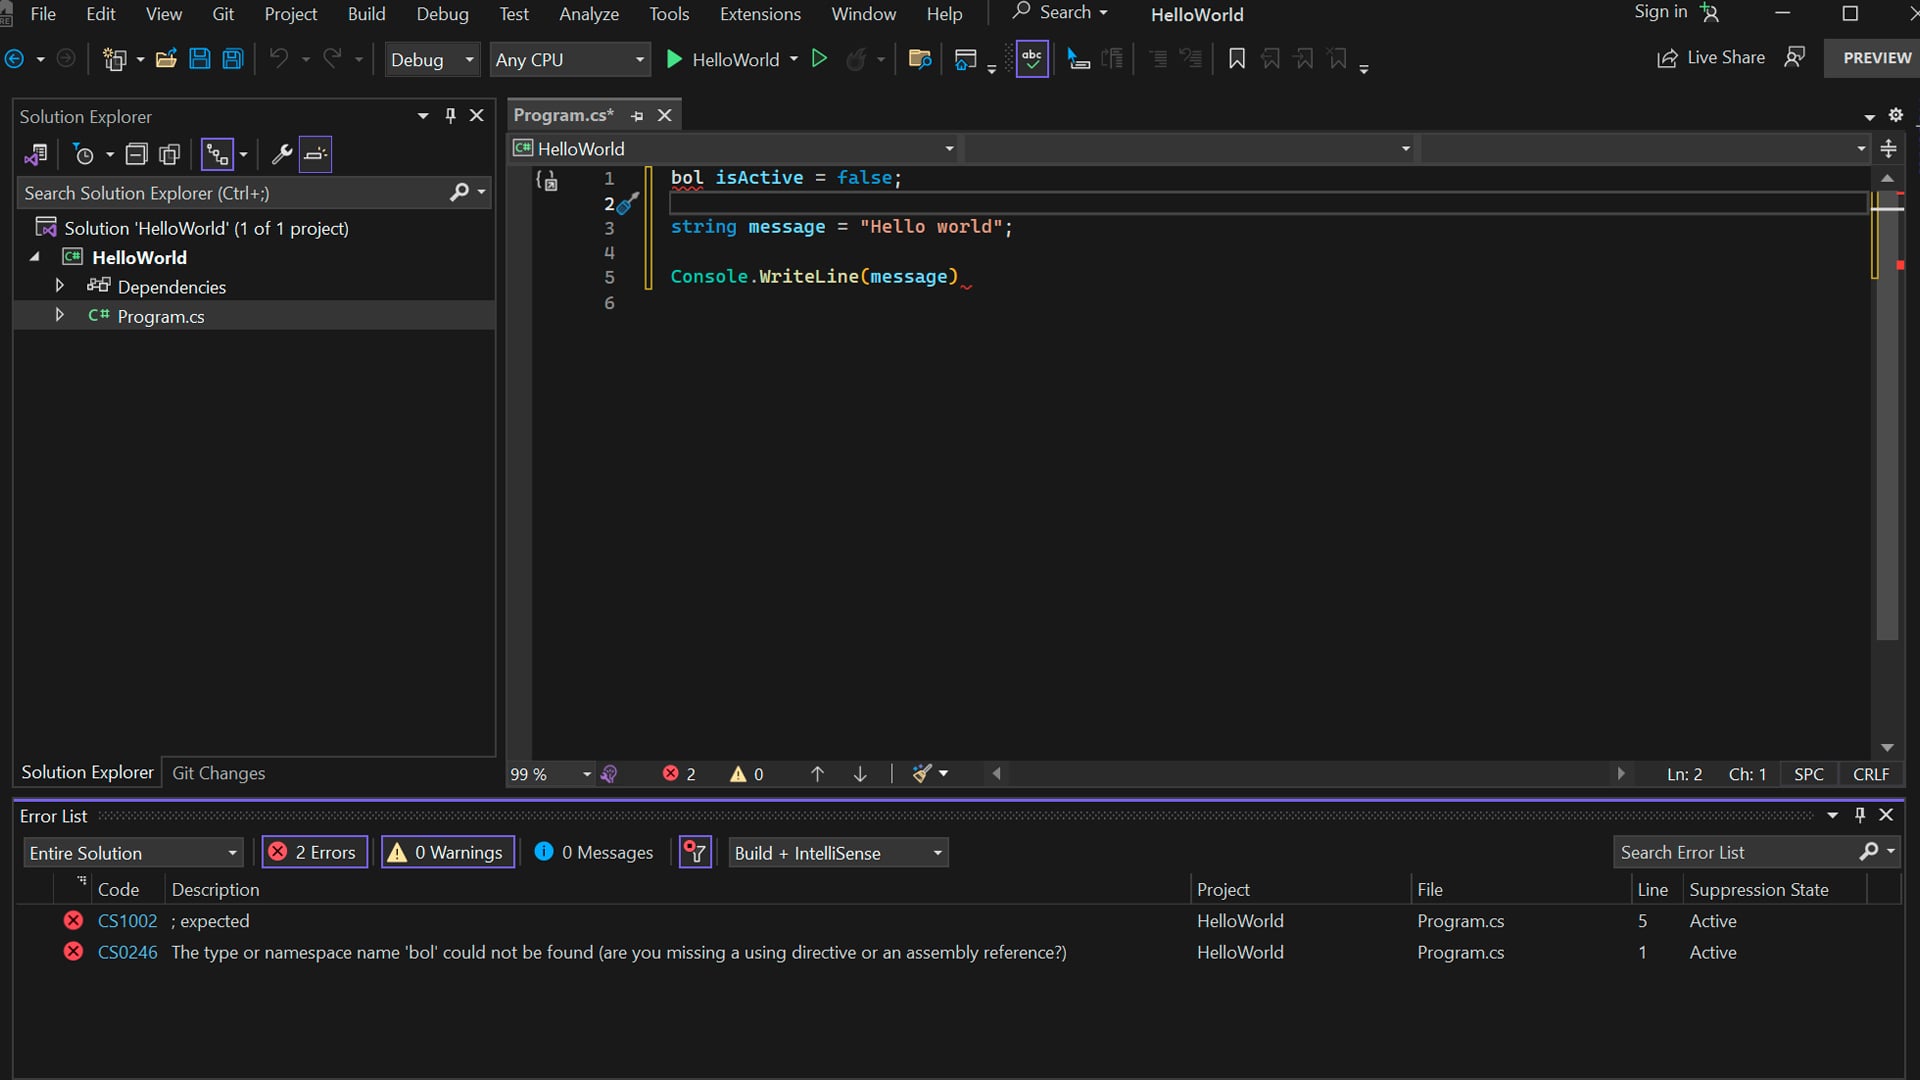 File Edit View Git Project Build Debug Test Analyze Tools Extensions Window Help Search HelloWorld Sign in
Debug Any CPU HelloWorld abc Live Share PREVIEW
Solution Explorer
Search Solution Explorer (Ctrl+;)
Solution 'HelloWorld' (1 of 1 project)
C# HelloWorld
Dependencies
C# Program.cs
Solution Explorer Git Changes
Program.cs*
C# HelloWorld
1 bol isActive = false;
2
3 string message = "Hello world";
4
5 Console.WriteLine(message)
6
99 % 2 0 Ln: 2 Ch: 1 SPC CRLF
Error List
Entire Solution 2 Errors 0 Warnings 0 Messages Build + IntelliSense Search Error List
Code Description Project File Line Suppression State
CS1002 ; expected HelloWorld Program.cs 5 Active
CS0246 The type or namespace name 'bol' could not be found (are you missing a using directive or an assembly reference?) HelloWorld Program.cs 1 Active